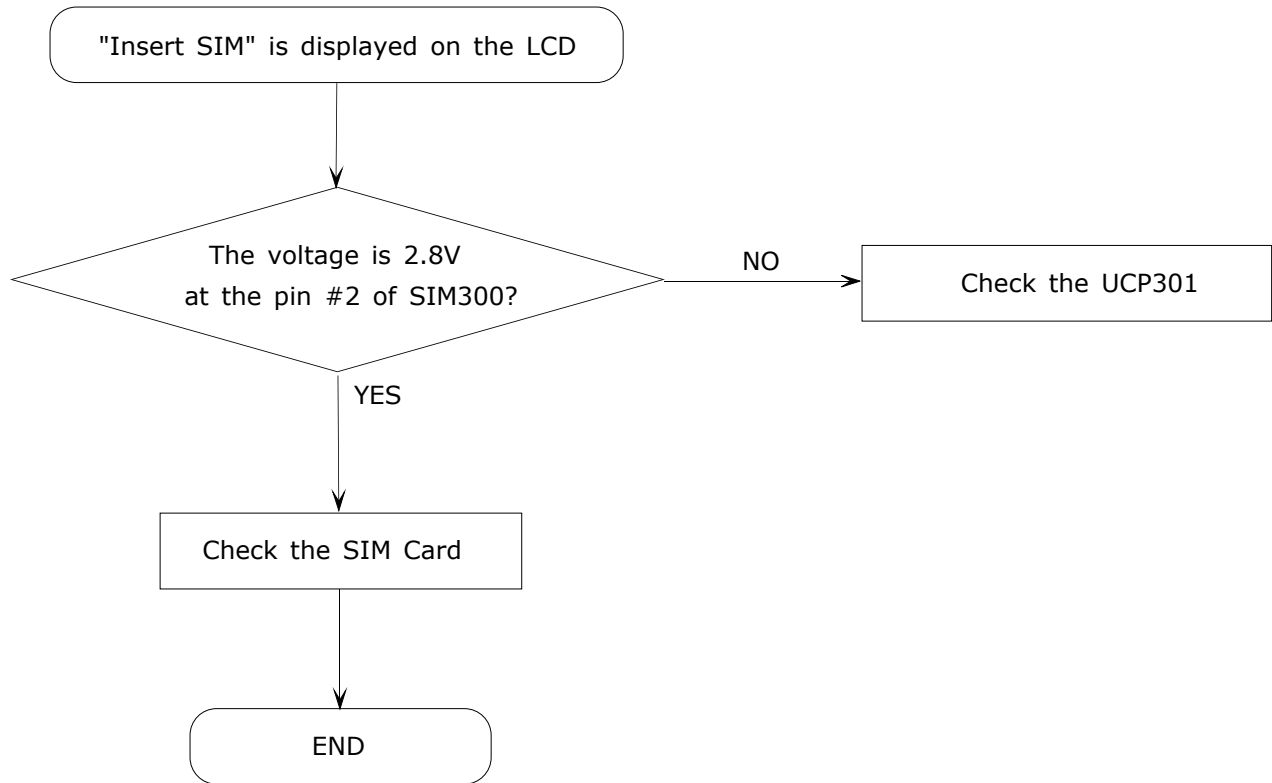 "Insert SIM" is displayed on the LCD
The voltage is 2.8V
at the pin #2 of SIM300?
NO
Check the UCP301
YES
Check the SIM Card
END